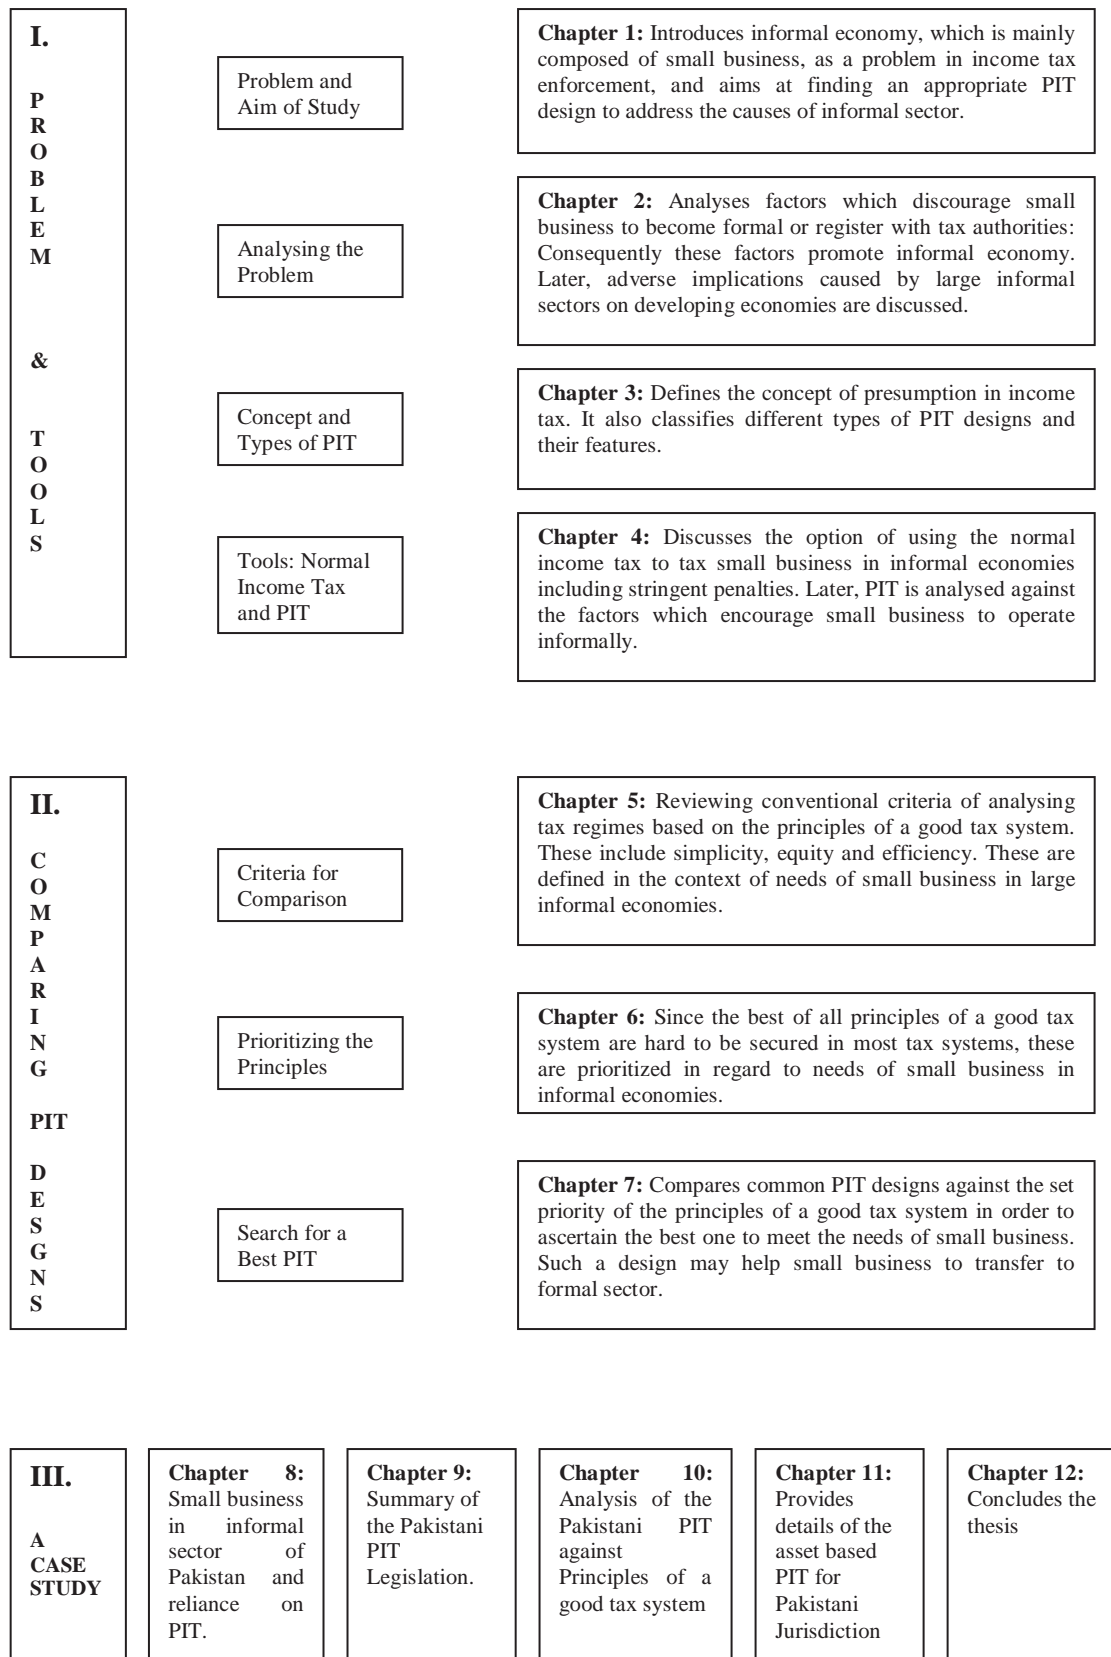 I.
PROBLEM
&
TOOLS
Problem and
Aim of Study
Chapter 1: Introduces informal economy, which is mainly
composed of small business, as a problem in income tax
enforcement, and aims at finding an appropriate PIT
design to address the causes of informal sector.
Analysing the
Problem
Chapter 2: Analyses factors which discourage small
business to become formal or register with tax authorities:
Consequently these factors promote informal economy.
Later, adverse implications caused by large informal
sectors on developing economies are discussed.
Concept and
Types of PIT
Chapter 3: Defines the concept of presumption in income
tax. It also classifies different types of PIT designs and
their features.
Tools: Normal
Income Tax
and PIT
Chapter 4: Discusses the option of using the normal
income tax to tax small business in informal economies
including stringent penalties. Later, PIT is analysed against
the factors which encourage small business to operate
informally.
II.
COMPARING
PIT
DESGNS
Criteria for
Comparison
Chapter 5: Reviewing conventional criteria of analysing
tax regimes based on the principles of a good tax system.
These include simplicity, equity and efficiency. These are
defined in the context of needs of small business in large
informal economies.
Prioritizing the
Principles
Chapter 6: Since the best of all principles of a good tax
system are hard to be secured in most tax systems, these
are prioritized in regard to needs of small business in
informal economies.
Search for a
Best PIT
Chapter 7: Compares common PIT designs against the set
priority of the principles of a good tax system in order to
ascertain the best one to meet the needs of small business.
Such a design may help small business to transfer to
formal sector.
III.
A
CASE
STUDY
Chapter 8:
Small business
in informal
sector of
Pakistan and
reliance on
PIT.
Chapter 9:
Summary of
the Pakistani
PIT
Legislation.
Chapter 10:
Analysis of the
Pakistani PIT
against
Principles of a
good tax system
Chapter 11:
Provides
details of the
asset based
PIT for
Pakistani
Jurisdiction
Chapter 12:
Concludes the
thesis